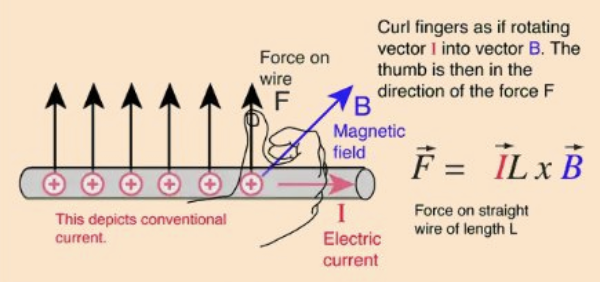 Curl fingers as if rotating
vector I into vector B. The
thumb is then in the
direction of the force F
Force on
wire
F
B
Magnetic
field
F = IL x B
Force on straight
wire of length L
+ + + + + +
I
Electric
current
This depicts conventional
current.